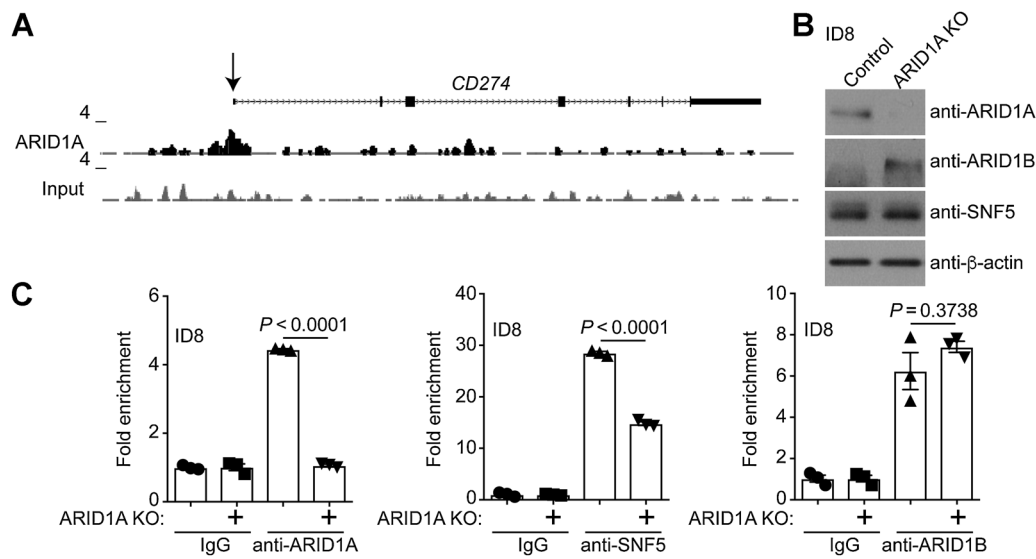 A
CD274
4
ARID1A
4
Input
B
ID8
Control
ARID1A KO
anti-ARID1A
anti-ARID1B
anti-SNF5
anti-β-actin
C
Fold enrichment
6
4
2
0
ID8
P < 0.0001
ARID1A KO: + +
IgG anti-ARID1A
Fold enrichment
40
30
20
10
0
ID8
P < 0.0001
ARID1A KO: + +
IgG anti-SNF5
Fold enrichment
10
8
6
4
2
0
ID8
P = 0.3738
ARID1A KO: + +
IgG anti-ARID1B